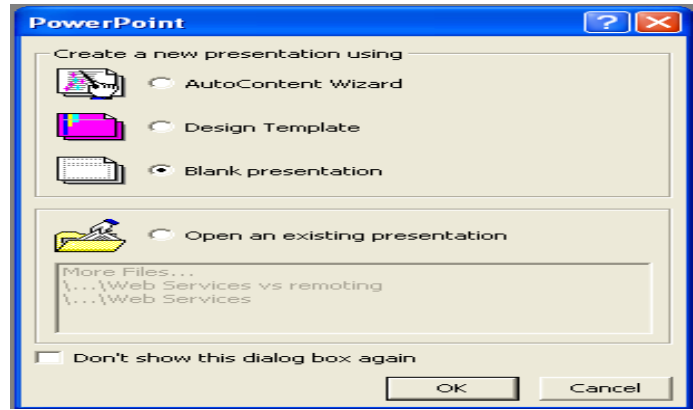 PowerPoint
Create a new presentation using
AutoContent Wizard
Design Template
Blank presentation
Open an existing presentation
More Files...
\...\Web Services vs remoting
\...\Web Services
Don't show this dialog box again
OK
Cancel